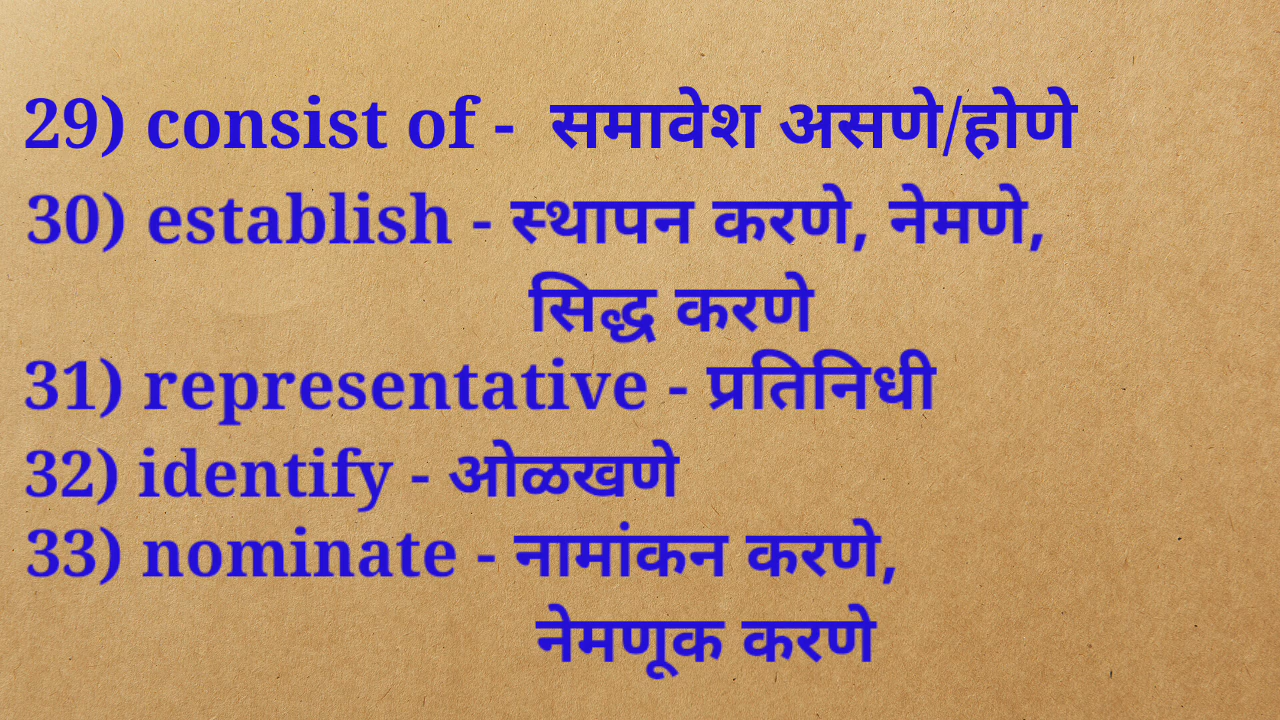 29) consist of - समावेश असणे/होणे
30) establish - स्थापन करणे, नेमणे,
सिद्ध करणे
31) representative - प्रतिनिधी
32) identify - ओळखणे
33) nominate - नामांकन करणे,
नेमणूक करणे